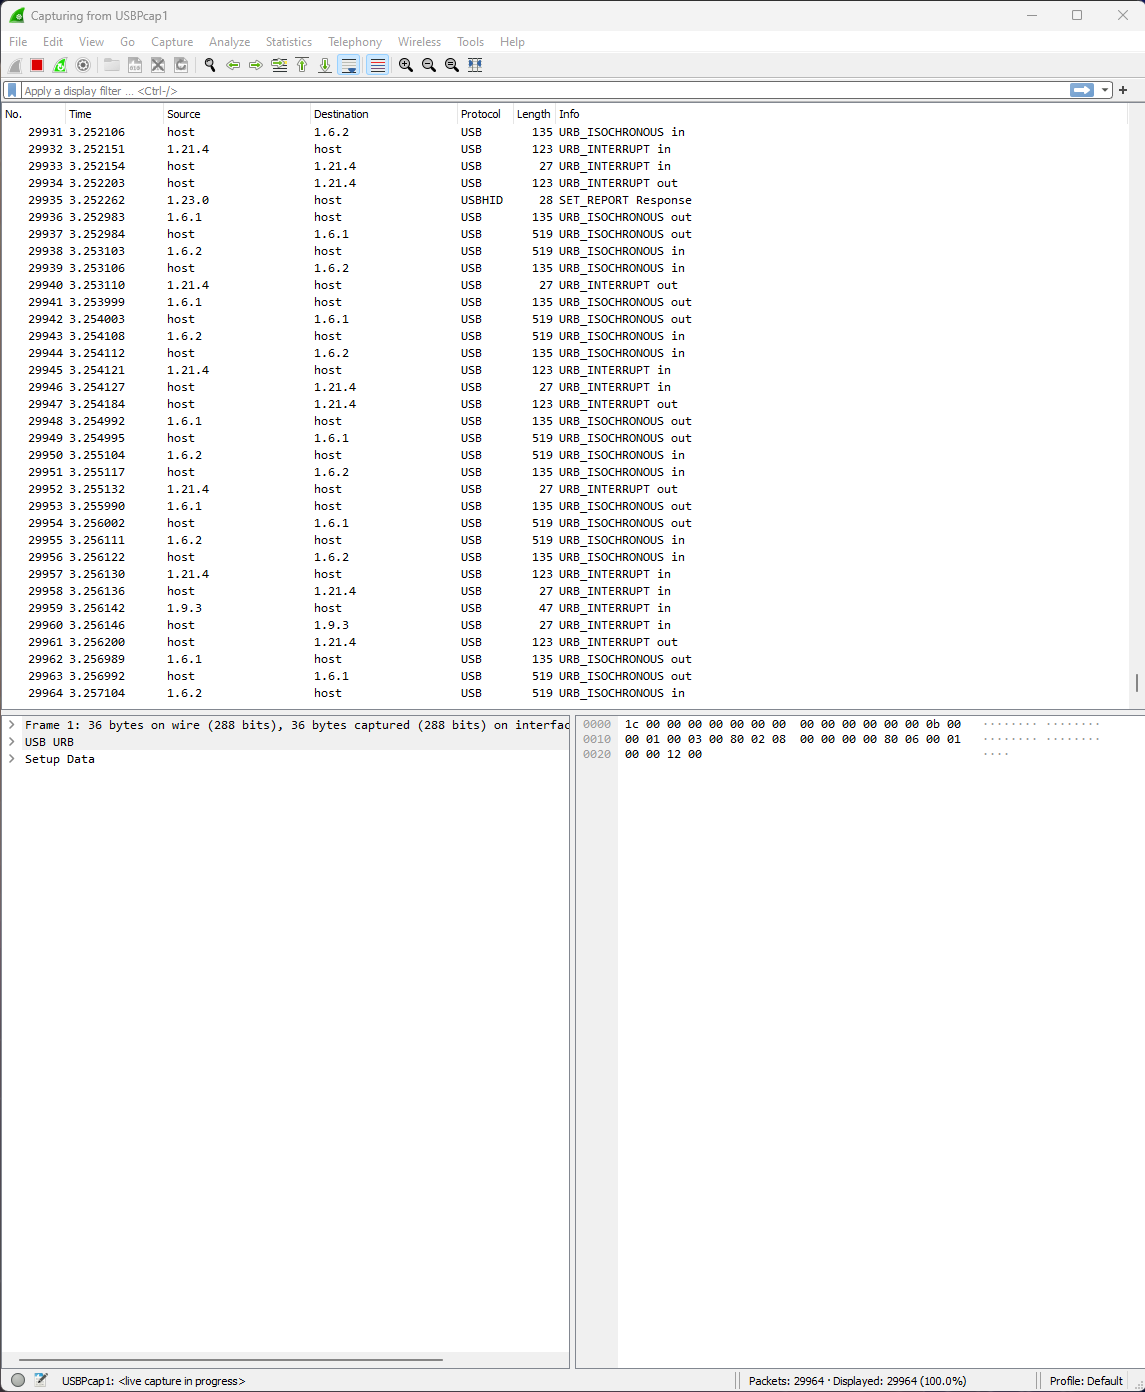 Capturing from USBPcap1
File Edit View Go Capture Analyze Statistics Telephony Wireless Tools Help
Apply a display filter ... <Ctrl-/>
No. Time Source Destination Protocol Length Info
29931 3.252106 host 1.6.2 USB 135 URB_ISOCHRONOUS in
29932 3.252151 1.21.4 host USB 123 URB_INTERRUPT in
29933 3.252154 host 1.21.4 USB 27 URB_INTERRUPT in
29934 3.252203 host 1.21.4 USB 123 URB_INTERRUPT out
29935 3.252262 1.23.0 host USBHID 28 SET_REPORT Response
29936 3.252983 1.6.1 host USB 135 URB_ISOCHRONOUS out
29937 3.252984 host 1.6.1 USB 519 URB_ISOCHRONOUS out
29938 3.253103 1.6.2 host USB 519 URB_ISOCHRONOUS in
29939 3.253106 host 1.6.2 USB 135 URB_ISOCHRONOUS in
29940 3.253110 1.21.4 host USB 27 URB_INTERRUPT out
29941 3.253999 1.6.1 host USB 135 URB_ISOCHRONOUS out
29942 3.254003 host 1.6.1 USB 519 URB_ISOCHRONOUS out
29943 3.254108 1.6.2 host USB 519 URB_ISOCHRONOUS in
29944 3.254112 host 1.6.2 USB 135 URB_ISOCHRONOUS in
29945 3.254121 1.21.4 host USB 123 URB_INTERRUPT in
29946 3.254127 host 1.21.4 USB 27 URB_INTERRUPT in
29947 3.254184 host 1.21.4 USB 123 URB_INTERRUPT out
29948 3.254992 1.6.1 host USB 135 URB_ISOCHRONOUS out
29949 3.254995 host 1.6.1 USB 519 URB_ISOCHRONOUS out
29950 3.255104 1.6.2 host USB 519 URB_ISOCHRONOUS in
29951 3.255117 host 1.6.2 USB 135 URB_ISOCHRONOUS in
29952 3.255132 1.21.4 host USB 27 URB_INTERRUPT out
29953 3.255990 1.6.1 host USB 135 URB_ISOCHRONOUS out
29954 3.256002 host 1.6.1 USB 519 URB_ISOCHRONOUS out
29955 3.256111 1.6.2 host USB 519 URB_ISOCHRONOUS in
29956 3.256122 host 1.6.2 USB 135 URB_ISOCHRONOUS in
29957 3.256130 1.21.4 host USB 123 URB_INTERRUPT in
29958 3.256136 host 1.21.4 USB 27 URB_INTERRUPT in
29959 3.256142 1.9.3 host USB 47 URB_INTERRUPT in
29960 3.256146 host 1.9.3 USB 27 URB_INTERRUPT in
29961 3.256200 host 1.21.4 USB 123 URB_INTERRUPT out
29962 3.256989 1.6.1 host USB 135 URB_ISOCHRONOUS out
29963 3.256992 host 1.6.1 USB 519 URB_ISOCHRONOUS out
29964 3.257104 1.6.2 host USB 519 URB_ISOCHRONOUS in
Frame 1: 36 bytes on wire (288 bits), 36 bytes captured (288 bits) on interfac
USB URB
Setup Data
0000 1c 00 00 00 00 00 00 00 00 00 00 00 00 00 0b 00 ········ ········
0010 00 01 00 03 00 80 02 08 00 00 00 00 80 06 00 01 ········ ········
0020 00 00 12 00 ····
USBPcap1: <live capture in progress>
Packets: 29964 · Displayed: 29964 (100.0%)
Profile: Default